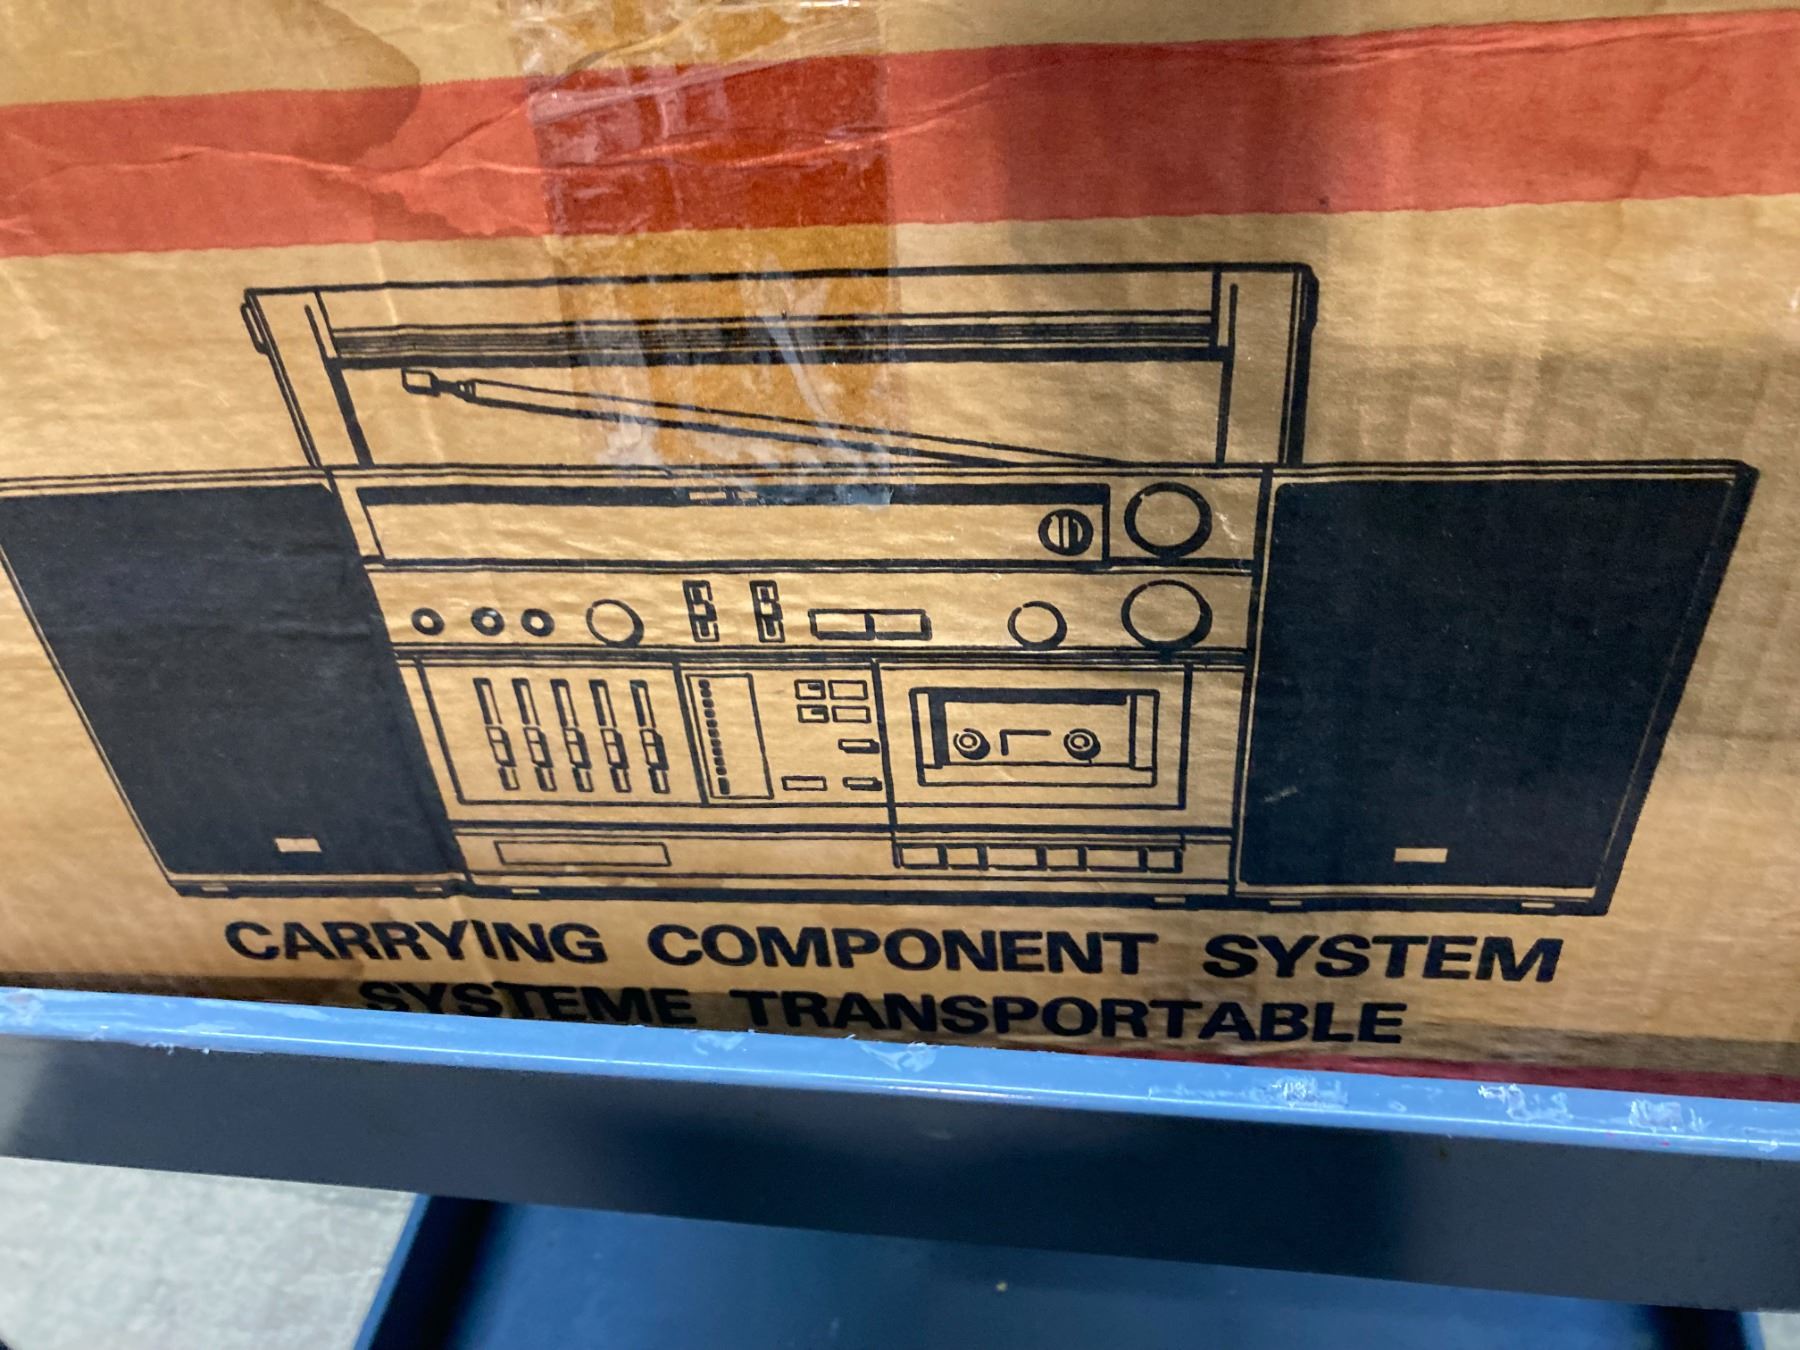 CARRYING COMPONENT SYSTEM
SYSTEME TRANSPORTABLE